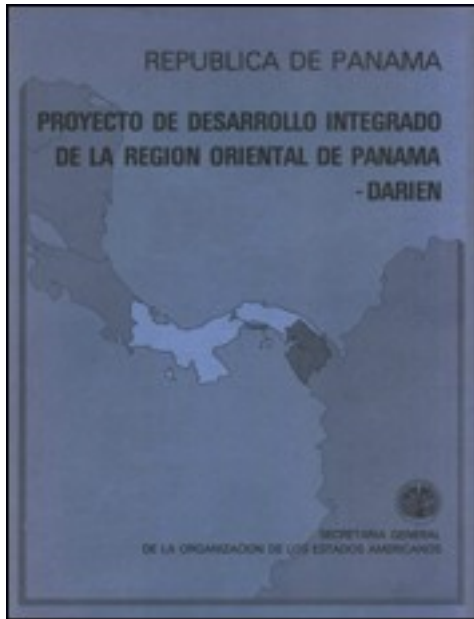 REPUBLICA DE PANAMA
PROYECTO DE DESARROLLO INTEGRADO
DE LA REGION ORIENTAL DE PANAMA
- DARIEN
SECRETARIA GENERAL
DE LA ORGANIZACION DE LOS ESTADOS AMERICANOS